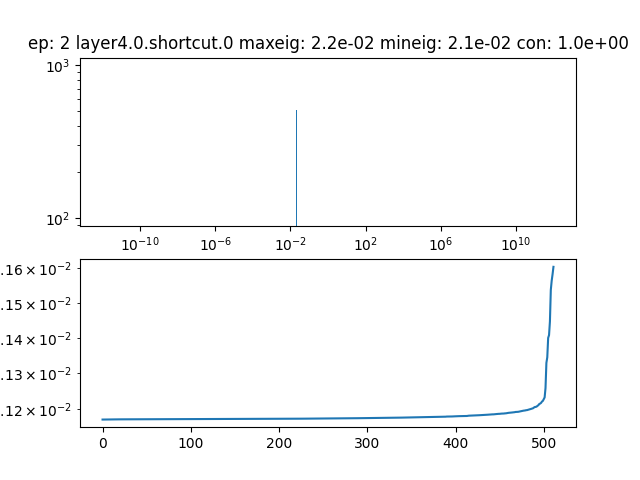 ep: 2 layer4.0.shortcut.0 maxeig: 2.2e-02 mineig: 2.1e-02 con: 1.0e+00
10³
10²
10⁻¹⁰ 10⁻⁶ 10⁻² 10² 10⁶ 10¹⁰
.16 × 10⁻²
.15 × 10⁻²
.14 × 10⁻²
.13 × 10⁻²
.12 × 10⁻²
0 100 200 300 400 500